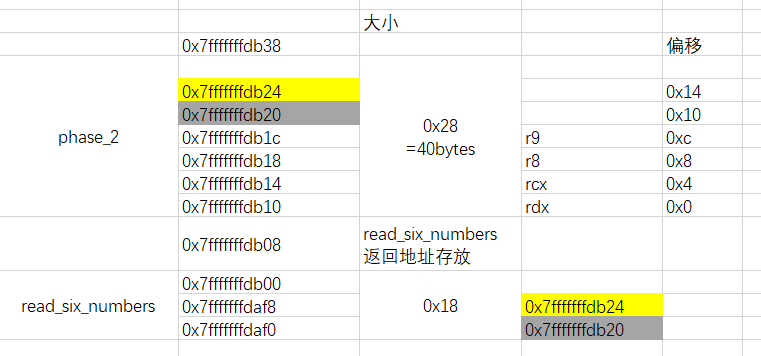 大小
0x7fffffffdb38 偏移
0x7fffffffdb24 0x14
0x7fffffffdb20 0x10
phase_2 0x7fffffffdb1c 0x28 r9 0xc
=40bytes
0x7fffffffdb18 r8 0x8
0x7fffffffdb14 rcx 0x4
0x7fffffffdb10 rdx 0x0
0x7fffffffdb08 read_six_numbers
返回地址存放
0x7fffffffdb00
read_six_numbers 0x7fffffffdaf8 0x18 0x7fffffffdb24
0x7fffffffdaf0 0x7fffffffdb20